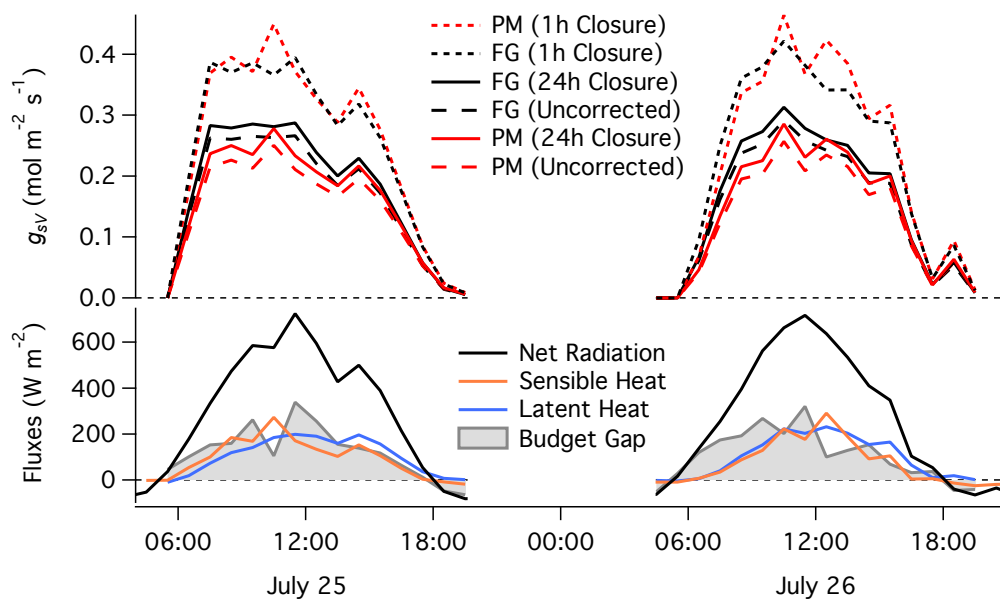 0.4
0.3
0.2
0.1
0.0
gsV (mol m⁻² s⁻¹)
PM (1h Closure)
FG (1h Closure)
FG (24h Closure)
FG (Uncorrected)
PM (24h Closure)
PM (Uncorrected)
600
400
200
0
Fluxes (W m⁻²)
Net Radiation
Sensible Heat
Latent Heat
Budget Gap
06:00 12:00 18:00 00:00 06:00 12:00 18:00
July 25 July 26